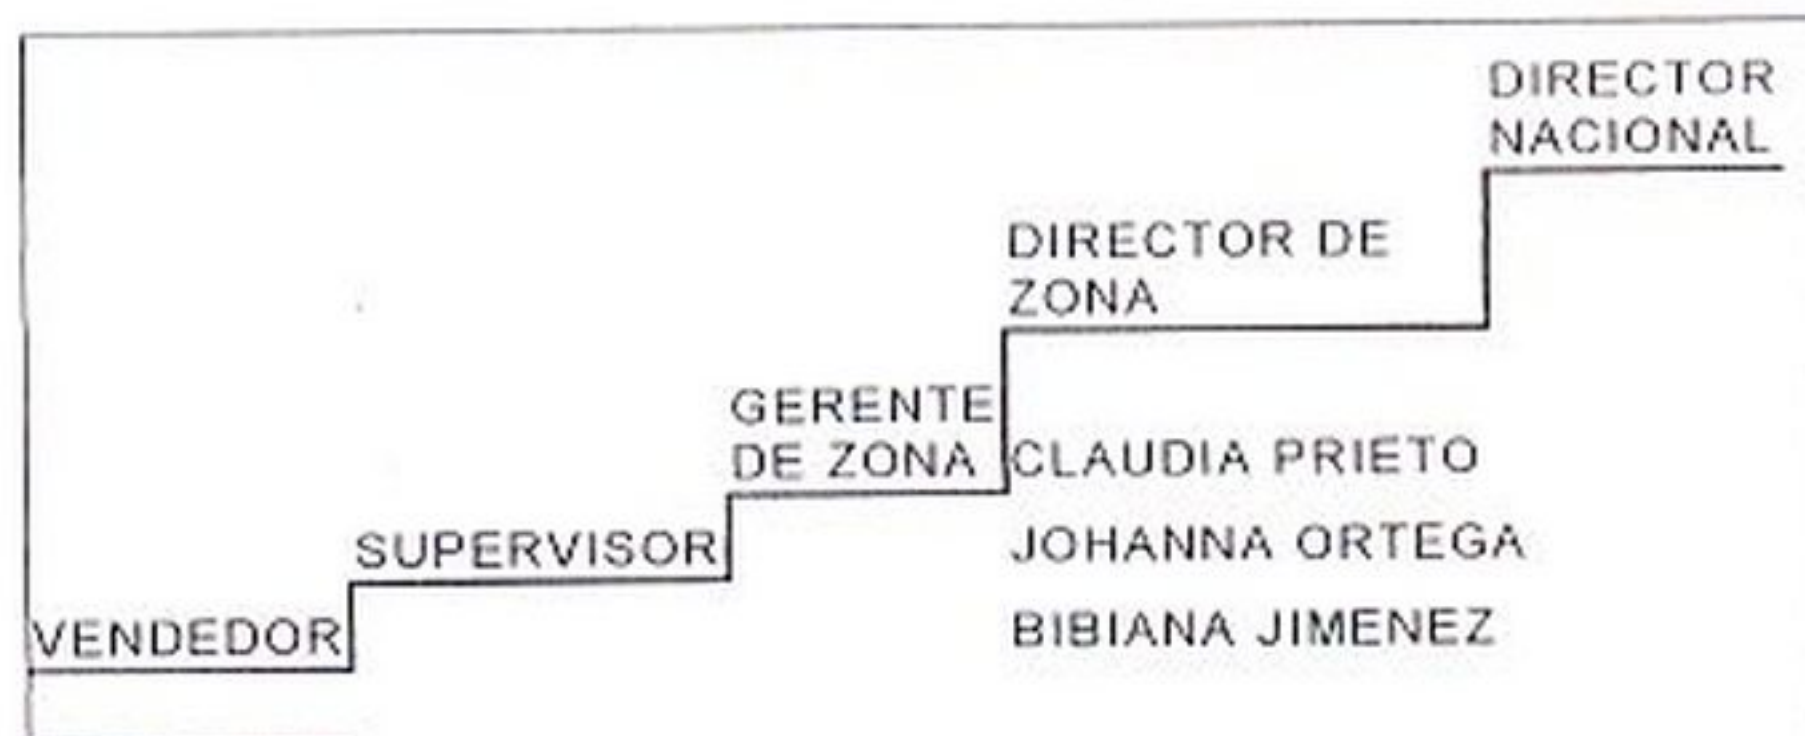 DIRECTOR
NACIONAL
DIRECTOR DE
ZONA
GERENTE
DE ZONA
CLAUDIA PRIETO
JOHANNA ORTEGA
SUPERVISOR
BIBIANA JIMENEZ
VENDEDOR